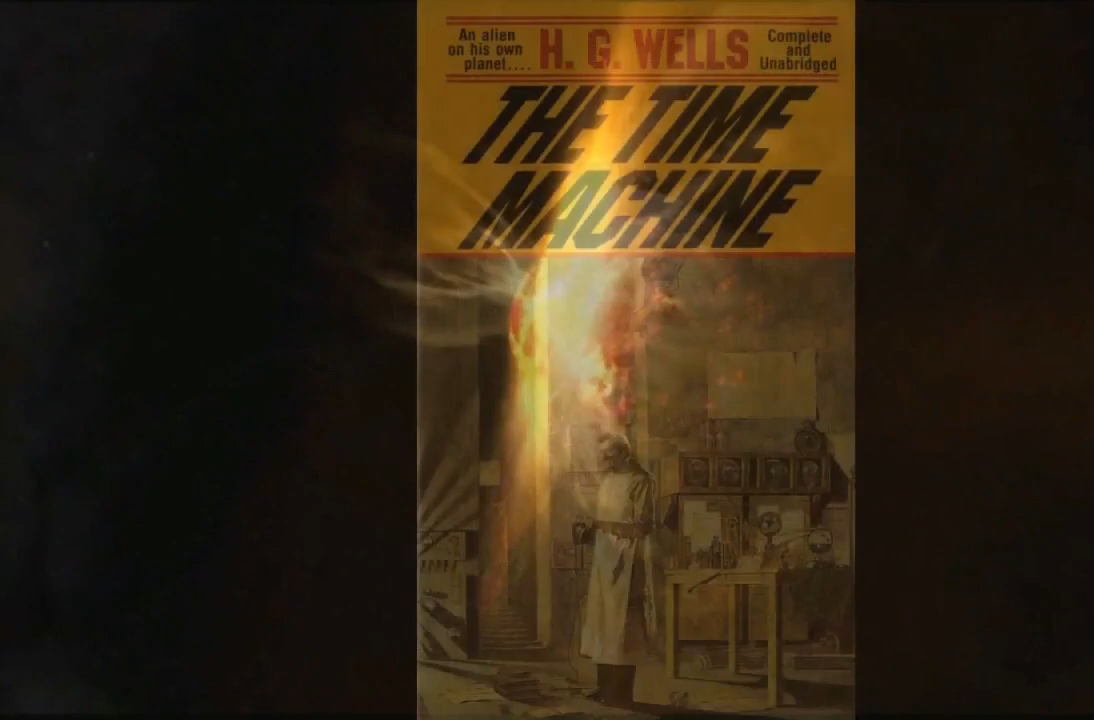 An alien
on his own
planet....
H. G. WELLS
Complete
and
Unabridged
THE TIME
MACHINE